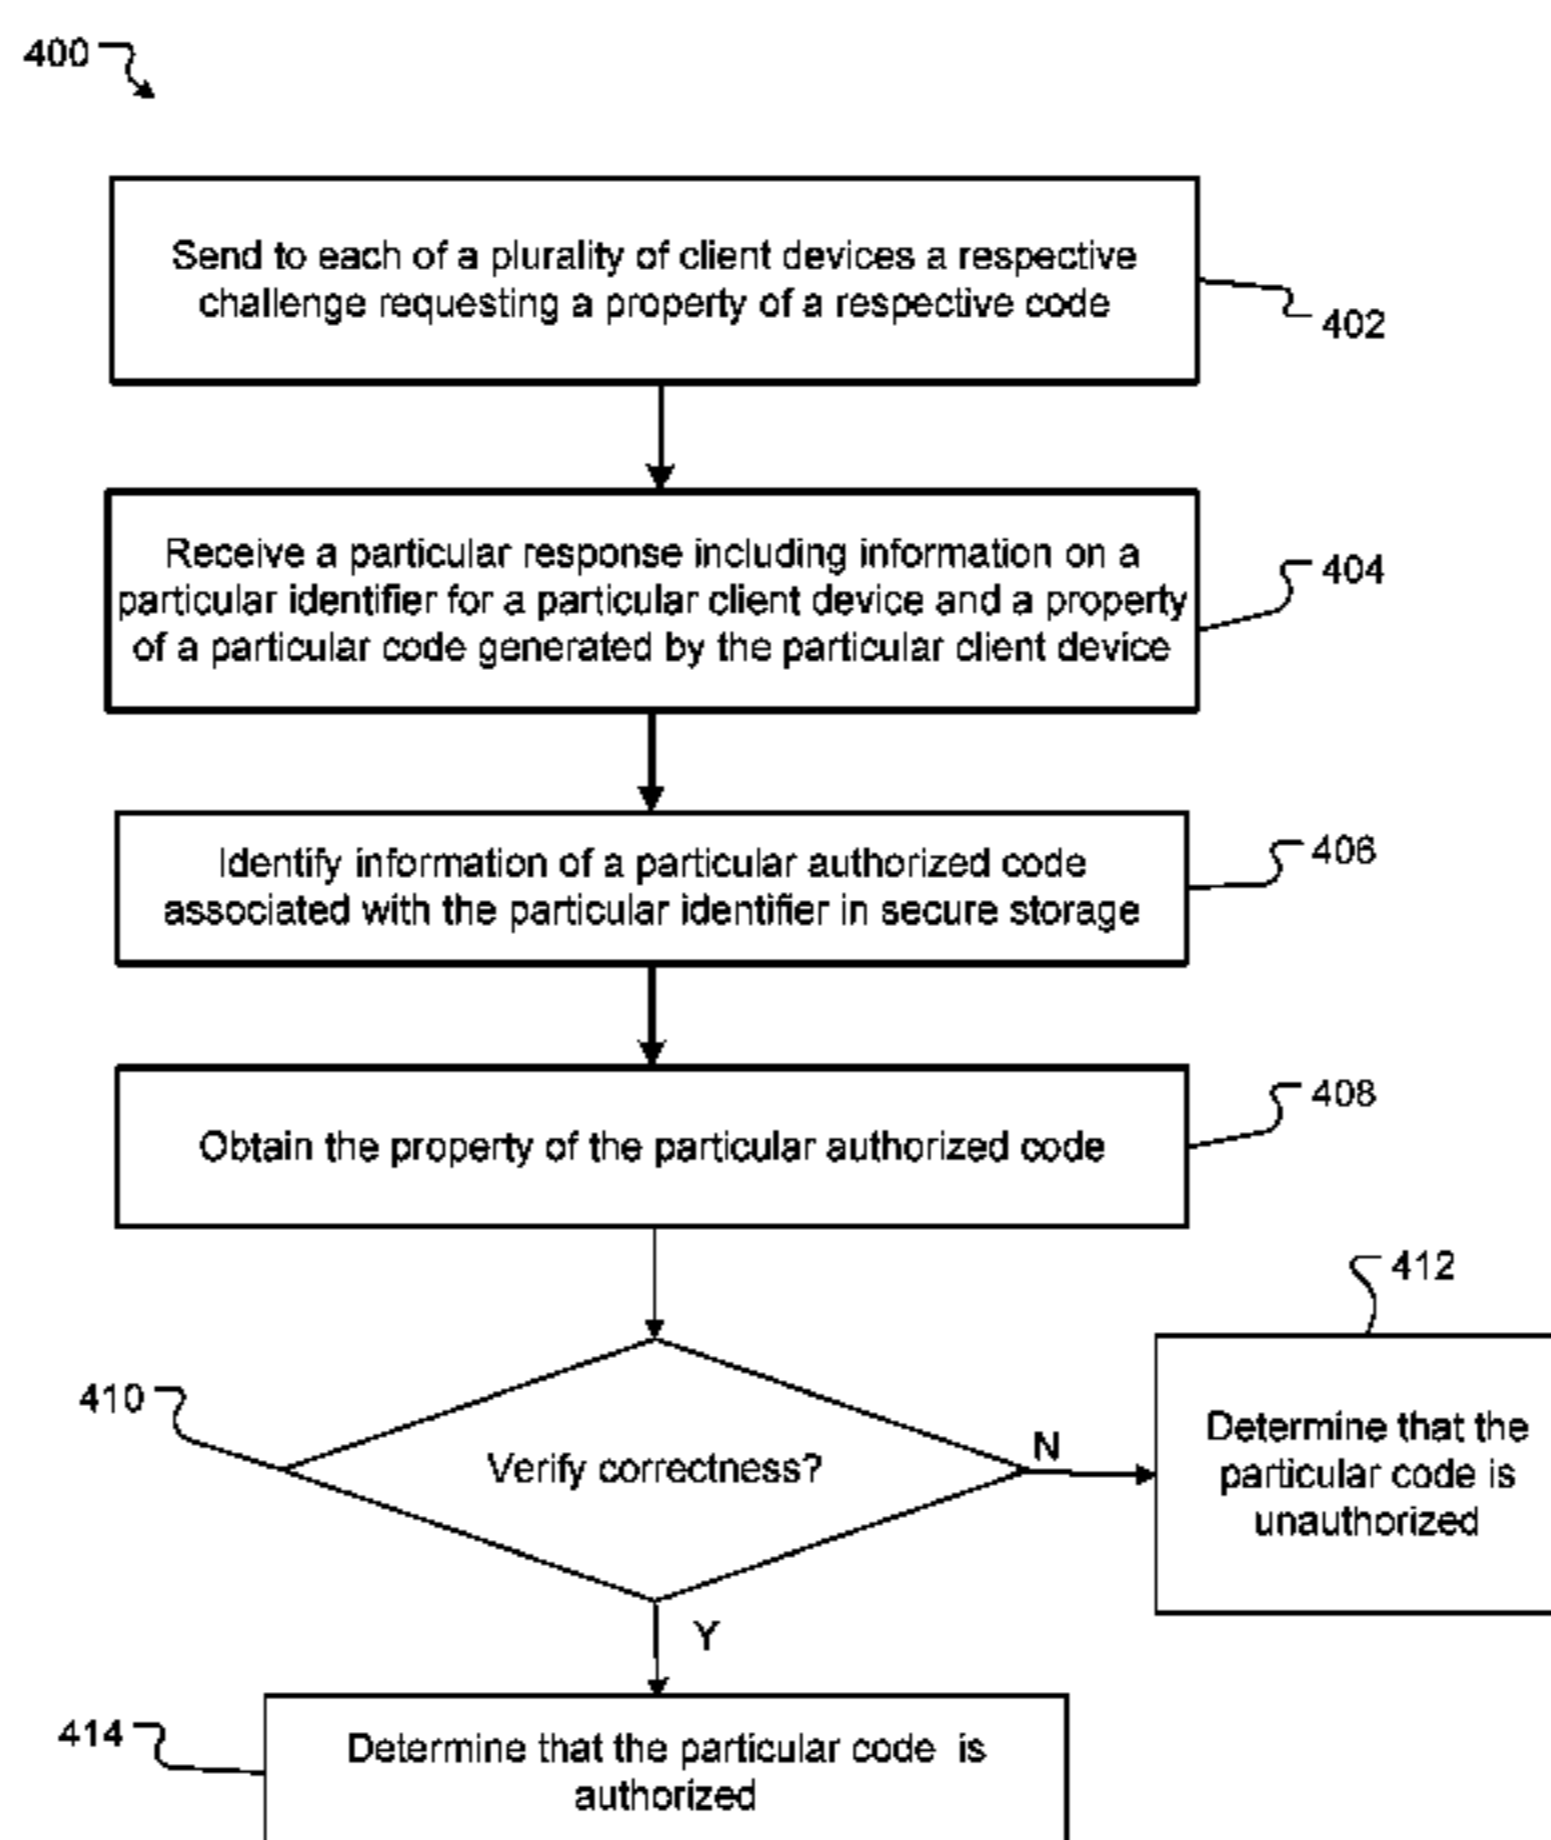 400
Send to each of a plurality of client devices a respective
challenge requesting a property of a respective code
402
Receive a particular response including information on a
particular identifier for a particular client device and a property
of a particular code generated by the particular client device
404
Identify information of a particular authorized code
associated with the particular identifier in secure storage
406
Obtain the property of the particular authorized code
408
410
Verify correctness?
N
412
Determine that the
particular code is
unauthorized
Y
414
Determine that the particular code is
authorized